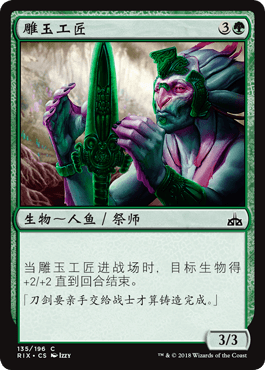 雕玉工匠 3
生物～人鱼／祭师
当雕玉工匠进战场时，目标生物得
+2/+2 直到回合结束。
「刀剑要亲手交给战士才算铸造完成。」
3/3
135/196 C
RIX • CS Izzy
™ & © 2018 Wizards of the Coast